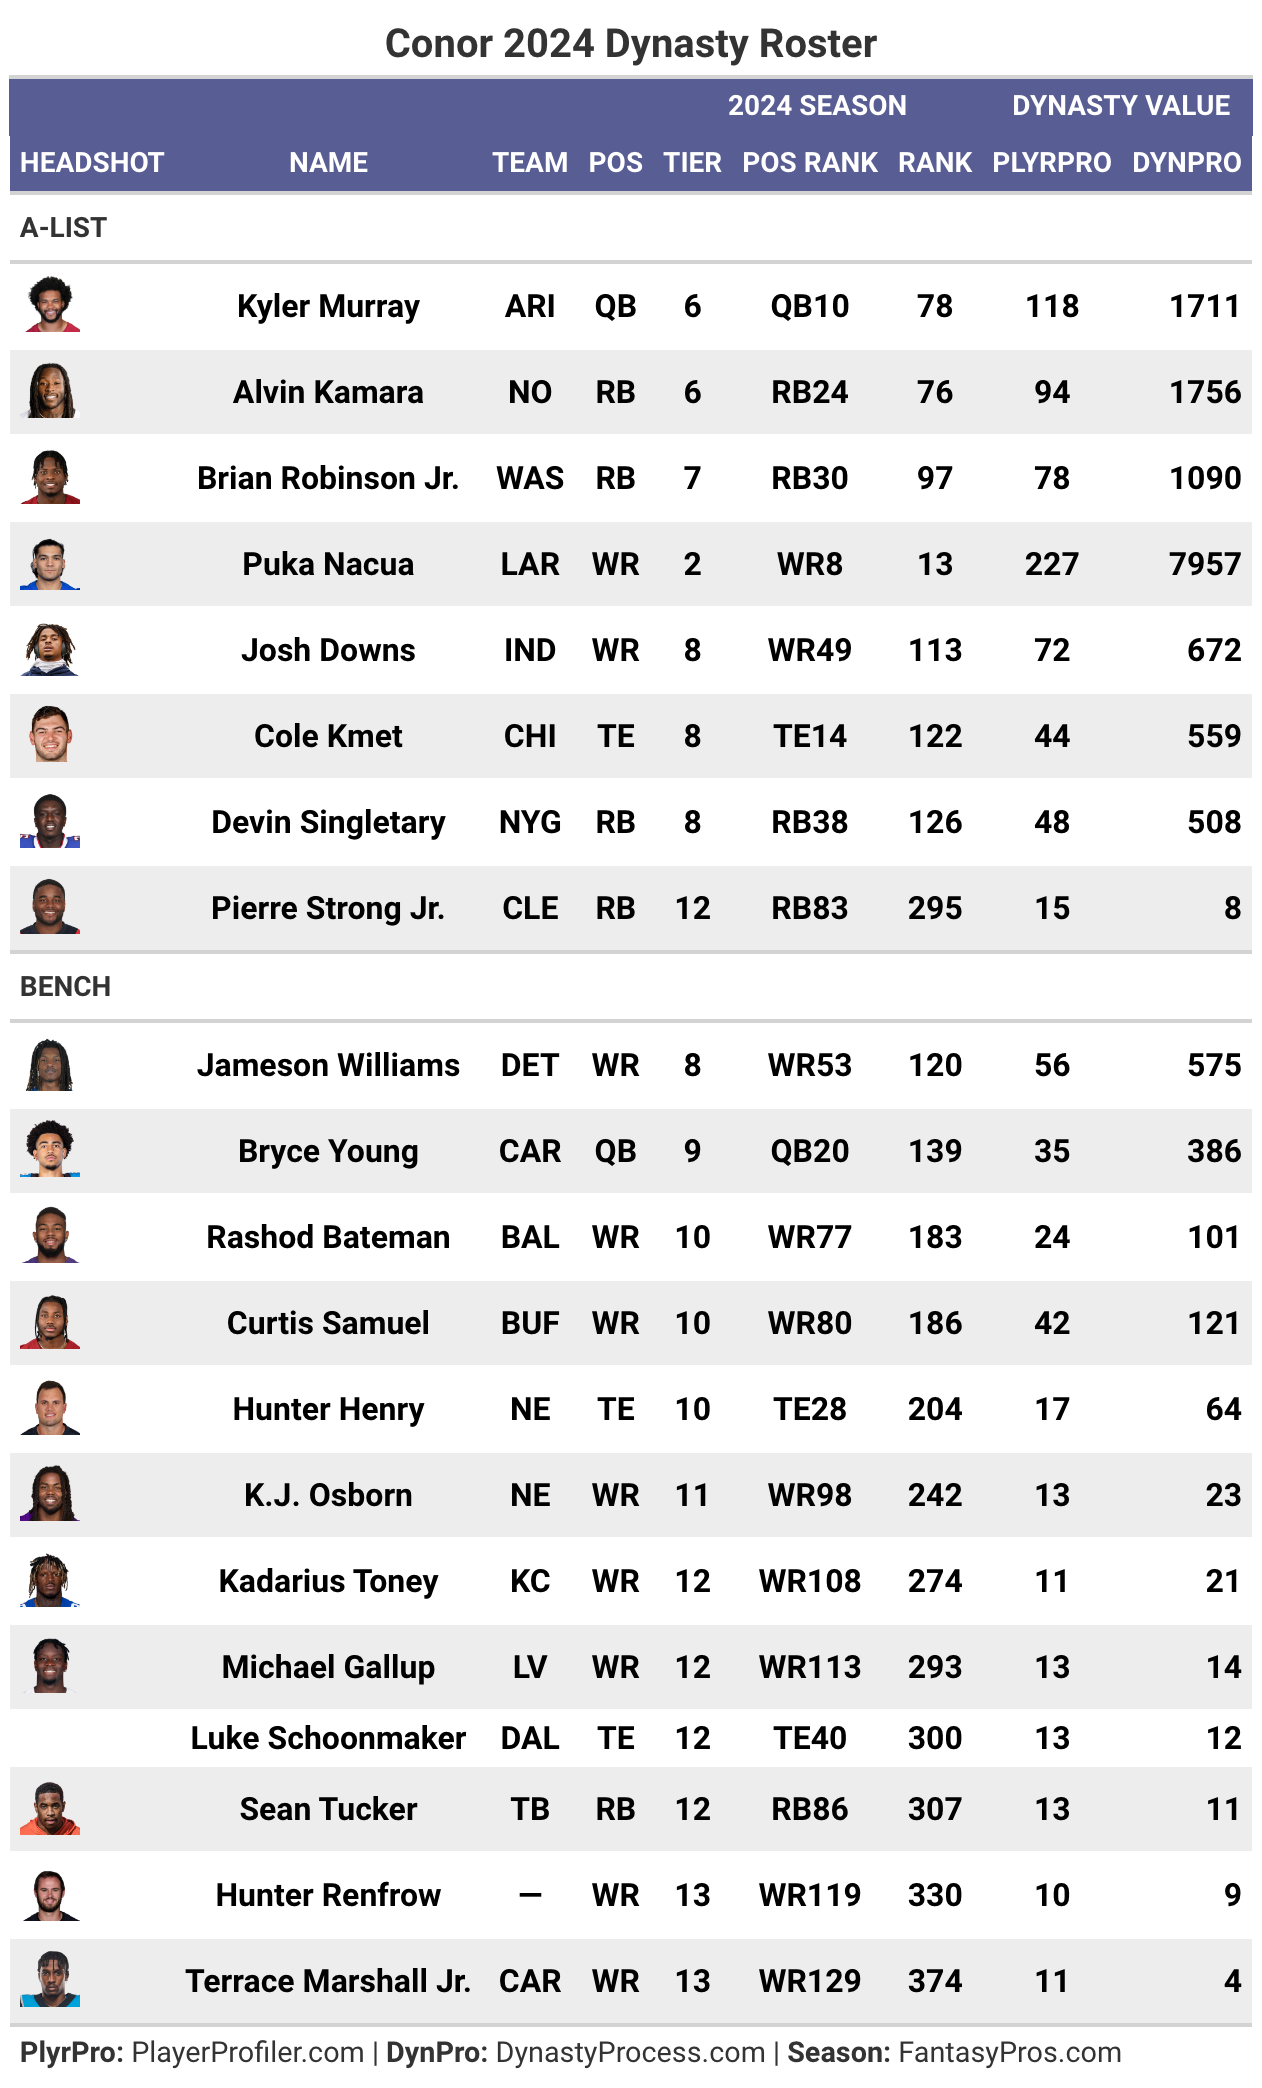 Conor 2024 Dynasty Roster
2024 SEASON DYNASTY VALUE
HEADSHOT NAME TEAM POS TIER POS RANK RANK PLYRPRO DYNPRO
A-LIST
Kyler Murray ARI QB 6 QB10 78 118 1711
Alvin Kamara NO RB 6 RB24 76 94 1756
Brian Robinson Jr. WAS RB 7 RB30 97 78 1090
Puka Nacua LAR WR 2 WR8 13 227 7957
Josh Downs IND WR 8 WR49 113 72 672
Cole Kmet CHI TE 8 TE14 122 44 559
Devin Singletary NYG RB 8 RB38 126 48 508
Pierre Strong Jr. CLE RB 12 RB83 295 15 8
BENCH
Jameson Williams DET WR 8 WR53 120 56 575
Bryce Young CAR QB 9 QB20 139 35 386
Rashod Bateman BAL WR 10 WR77 183 24 101
Curtis Samuel BUF WR 10 WR80 186 42 121
Hunter Henry NE TE 10 TE28 204 17 64
K.J. Osborn NE WR 11 WR98 242 13 23
Kadarius Toney KC WR 12 WR108 274 11 21
Michael Gallup LV WR 12 WR113 293 13 14
Luke Schoonmaker DAL TE 12 TE40 300 13 12
Sean Tucker TB RB 12 RB86 307 13 11
Hunter Renfrow — WR 13 WR119 330 10 9
Terrace Marshall Jr. CAR WR 13 WR129 374 11 4
PlyrPro: PlayerProfiler.com | DynPro: DynastyProcess.com | Season: FantasyPros.com